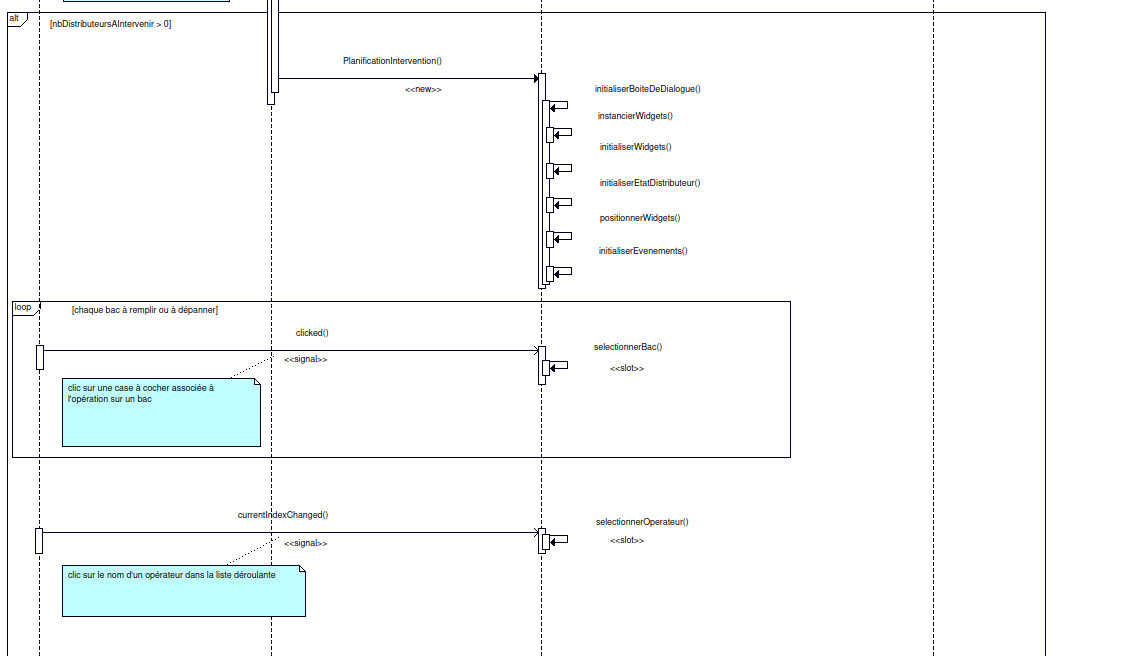 alt
[nbDistributeursAIntervenir > 0]
PlanificationIntervention()
<<new>>
initialiserBoiteDeDialogue()
instancierWidgets()
initialiserWidgets()
initialiserEtatDistributeur()
positionnerWidgets()
initialiserEvenements()
loop
[chaque bac à remplir ou à dépanner]
clicked()
<<signal>>
selectionnerBac()
<<slot>>
clic sur une case à cocher associée à
l'opération sur un bac
currentIndexChanged()
<<signal>>
selectionnerOperateur()
<<slot>>
clic sur le nom d'un opérateur dans la liste déroulante